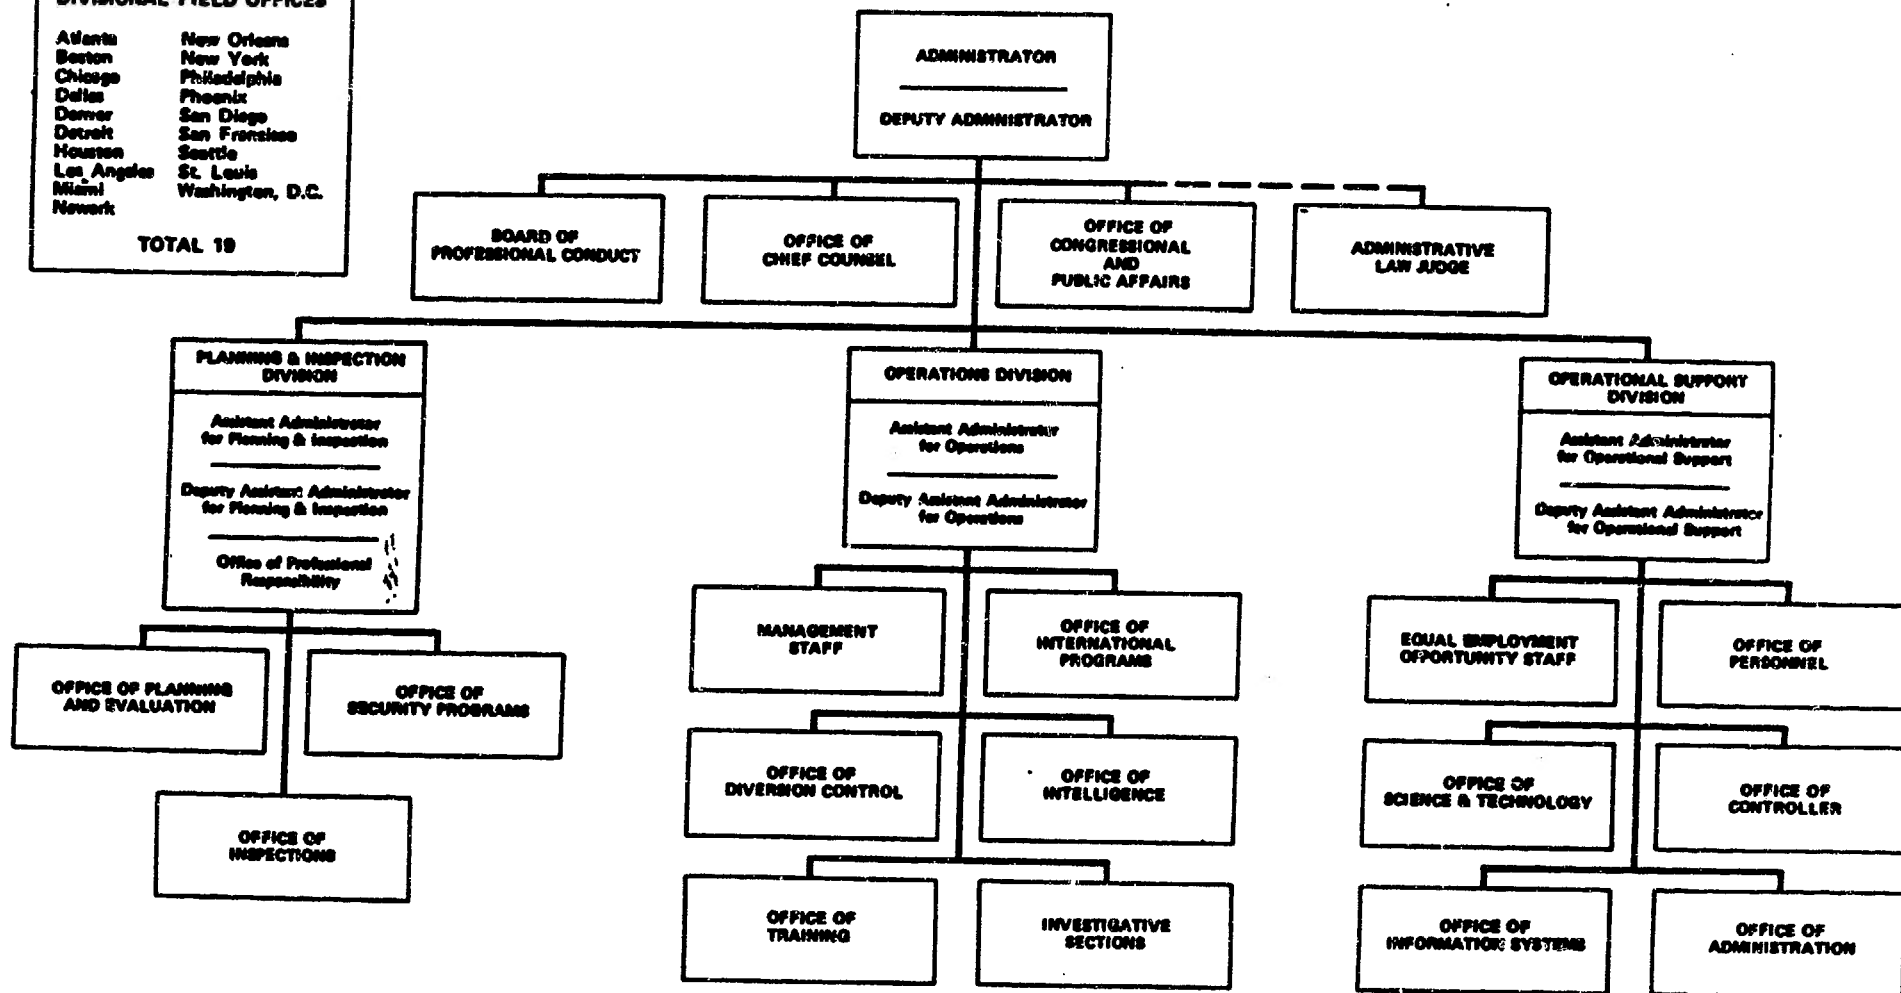 DIVISIONAL FIELD OFFICES
Atlanta New Orleans
Boston New York
Chicago Philadelphia
Dallas Phoenix
Denver San Diego
Detroit San Francisco
Houston Seattle
Los Angeles St. Louis
Miami Washington, D.C.
Newark
TOTAL 19
ADMINISTRATOR
DEPUTY ADMINISTRATOR
BOARD OF
PROFESSIONAL CONDUCT
OFFICE OF
CHIEF COUNSEL
OFFICE OF
CONGRESSIONAL
AND
PUBLIC AFFAIRS
ADMINISTRATIVE
LAW JUDGE
PLANNING & INSPECTION
DIVISION
Assistant Administrator
for Planning & Inspection
Deputy Assistant Administrator
for Planning & Inspection
Office of Professional
Responsibility
OPERATIONS DIVISION
Assistant Administrator
for Operations
Deputy Assistant Administrator
for Operations
OPERATIONAL SUPPORT
DIVISION
Assistant Administrator
for Operational Support
Deputy Assistant Administrator
for Operational Support
OFFICE OF PLANNING
AND EVALUATION
OFFICE OF
SECURITY PROGRAMS
OFFICE OF
INSPECTIONS
MANAGEMENT
STAFF
OFFICE OF
INTERNATIONAL
PROGRAMS
OFFICE OF
DIVERSION CONTROL
OFFICE OF
INTELLIGENCE
OFFICE OF
TRAINING
INVESTIGATIVE
SECTIONS
EQUAL EMPLOYMENT
OPPORTUNITY STAFF
OFFICE OF
PERSONNEL
OFFICE OF
SCIENCE & TECHNOLOGY
OFFICE OF
CONTROLLER
OFFICE OF
INFORMATION SYSTEMS
OFFICE OF
ADMINISTRATION